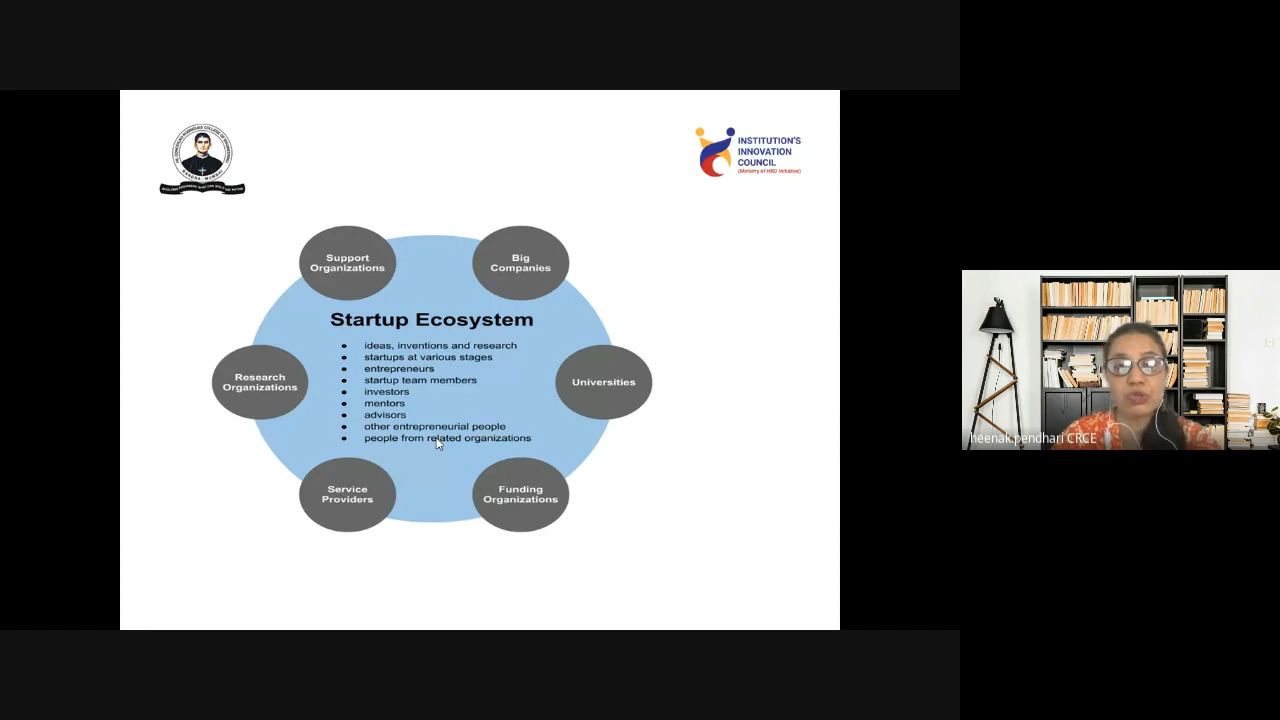 INSTITUTION'S
INNOVATION
COUNCIL
(Ministry of HRD Initiative)
BANDRA - MUMBAI
Support
Organizations
Big
Companies
Startup Ecosystem
ideas, inventions and research
startups at various stages
entrepreneurs
startup team members
investors
mentors
advisors
other entrepreneurial people
people from related organizations
Research
Organizations
Universities
Service
Providers
Funding
Organizations
heenak.pendhari CRCE